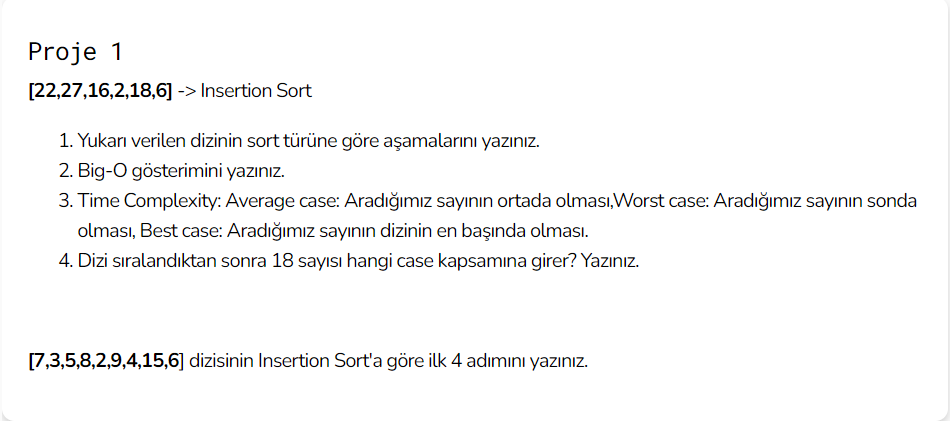 Proje 1
[22,27,16,2,18,6] -> Insertion Sort
1. Yukarı verilen dizinin sort türüne göre aşamalarını yazınız.
2. Big-O gösterimini yazınız.
3. Time Complexity: Average case: Aradığımız sayının ortada olması,Worst case: Aradığımız sayının sonda
olması, Best case: Aradığımız sayının dizinin en başında olması.
4. Dizi sıralandıktan sonra 18 sayısı hangi case kapsamına girer? Yazınız.
[7,3,5,8,2,9,4,15,6] dizisinin Insertion Sort'a göre ilk 4 adımını yazınız.